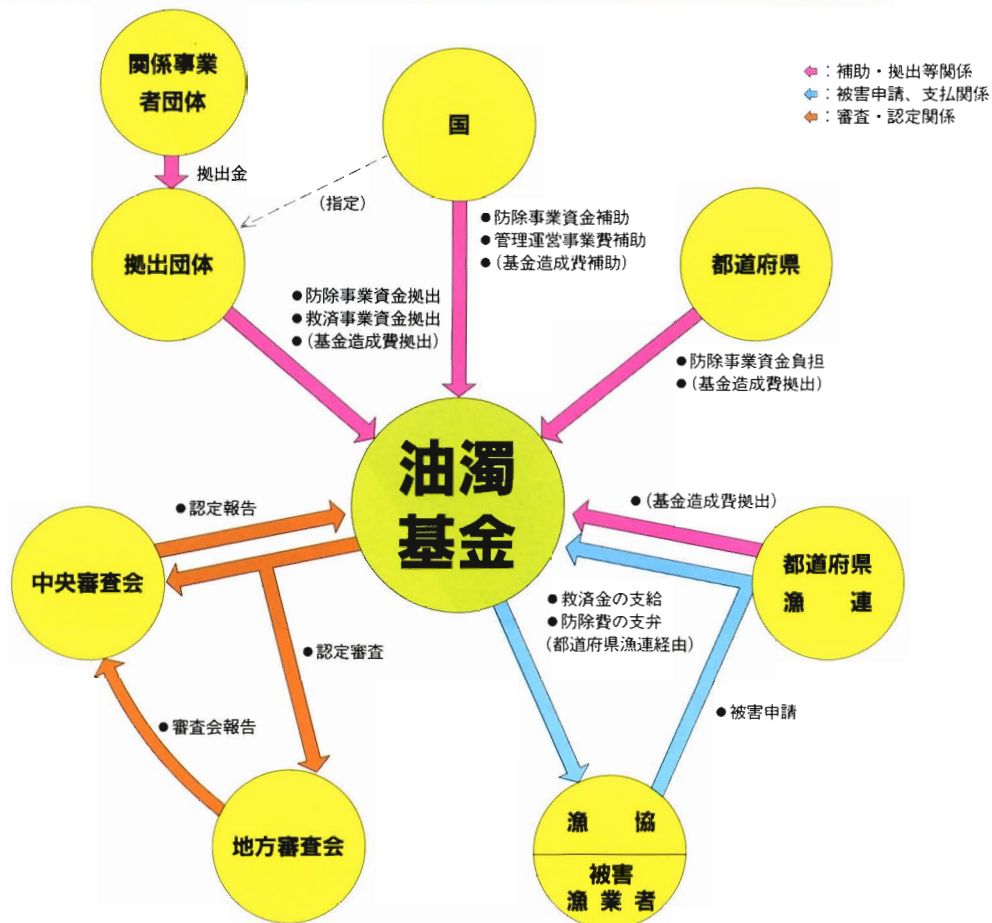 関係事業
者団体
国
：補助・拠出等関係
：被害申請、支払関係
：審査・認定関係
拠出金
(指定)
拠出団体
●防除事業資金補助
●管理運営事業費補助
●(基金造成費補助)
都道府県
●防除事業資金拠出
●救済事業資金拠出
●(基金造成費拠出)
●防除事業資金負担
●(基金造成費拠出)
油濁
基金
●認定報告
●(基金造成費拠出)
中央審査会
都道府県
漁　連
●救済金の支給
●防除費の支弁
(都道府県漁連経由)
●認定審査
●審査会報告
●被害申請
地方審査会
漁　協
被害
漁業者